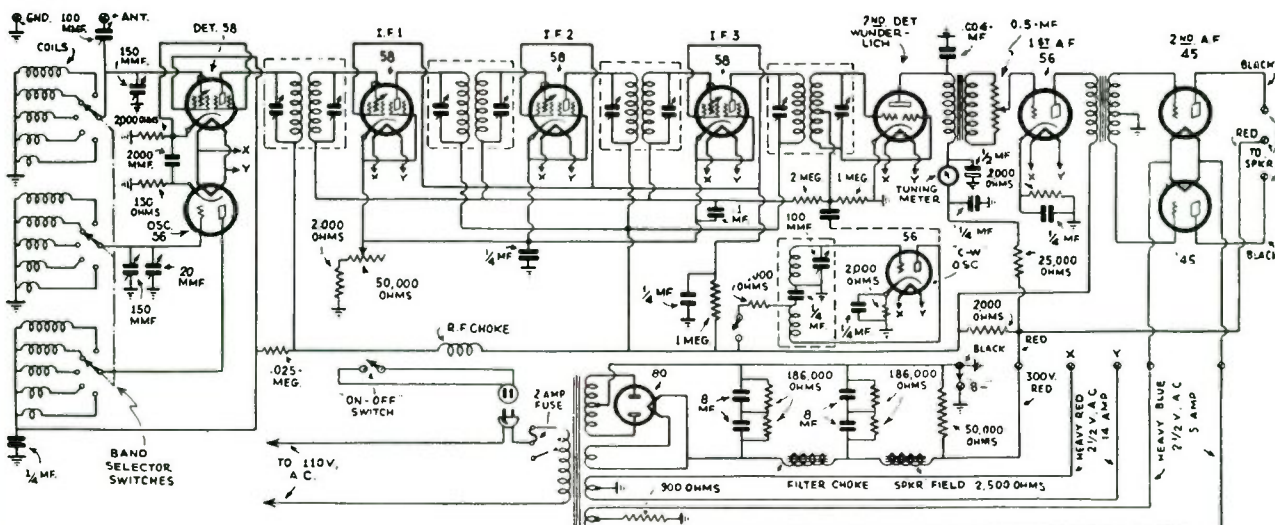 GND.
100 MMF.
ANT.
COILS
150 MMF.
DET. 58
2000 OHMS
2000 MMF.
130 OHMS
OSC. 56
X
Y
20 MMF
150 MMF
BAND SELECTOR SWITCHES
1/4 MF.
I.F.1
58
X
Y
2,000 OHMS
50,000 OHMS
I.F.2
58
X
Y
1/4 MF
I.F.3
58
X
Y
1 MF.
1/4 MF
1 MEG.
2ND. DET WUNDER-LICH
X
Y
2 MEG
1 MEG
100 MMF
TUNING METER
.004-MF
0.5-MF
1ST A.F
56
X
Y
1/2 MF
2000 OHMS
1/4 MF
1/4 MF
25,000 OHMS
2ND A.F
45
45
BLACK
RED
TO SPKR
BLACK
56
C-W OSC
2,000 OHMS
1/4 MF.
1/4 MF
X
Y
R.F CHOKE
.025-MEG.
"ON-OFF" SWITCH
2 AMP FUSE
TO 110V. A.C.
80
8 MF
186,000 OHMS
8 MF
186,000 OHMS
50,000 OHMS
FILTER CHOKE
SPKR FIELD 2,500 OHMS
900 OHMS
2000 OHMS
BLACK
B-
RED
300V. RED
X
Y
HEAVY RED
2 1/2 V. A C
14 AMP
HEAVY BLUE
2 1/2 V. A.C
5 AMP